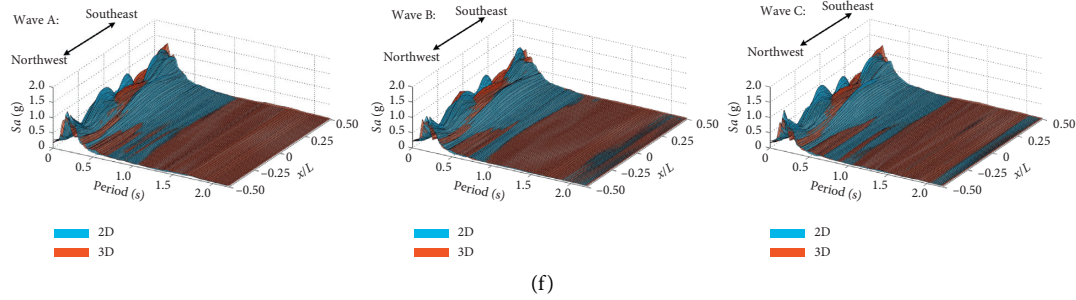 Wave A:
Southeast
Northwest
2.0
1.5
1.0
0.5
0
Sa (g)
0
0.5
1.0
1.5
2.0
Period (s)
0.50
0.25
0
−0.25
−0.50
x/L
2D
3D
Wave B:
Southeast
Northwest
2.0
1.5
1.0
0.5
0
Sa (g)
0
0.5
1.0
1.5
2.0
Period (s)
0.50
0.25
0
−0.25
−0.50
x/L
2D
3D
Wave C:
Southeast
Northwest
2.0
1.5
1.0
0.5
0
Sa (g)
0
0.5
1.0
1.5
2.0
Period (s)
0.50
0.25
0
−0.25
−0.50
x/L
2D
3D
(f)